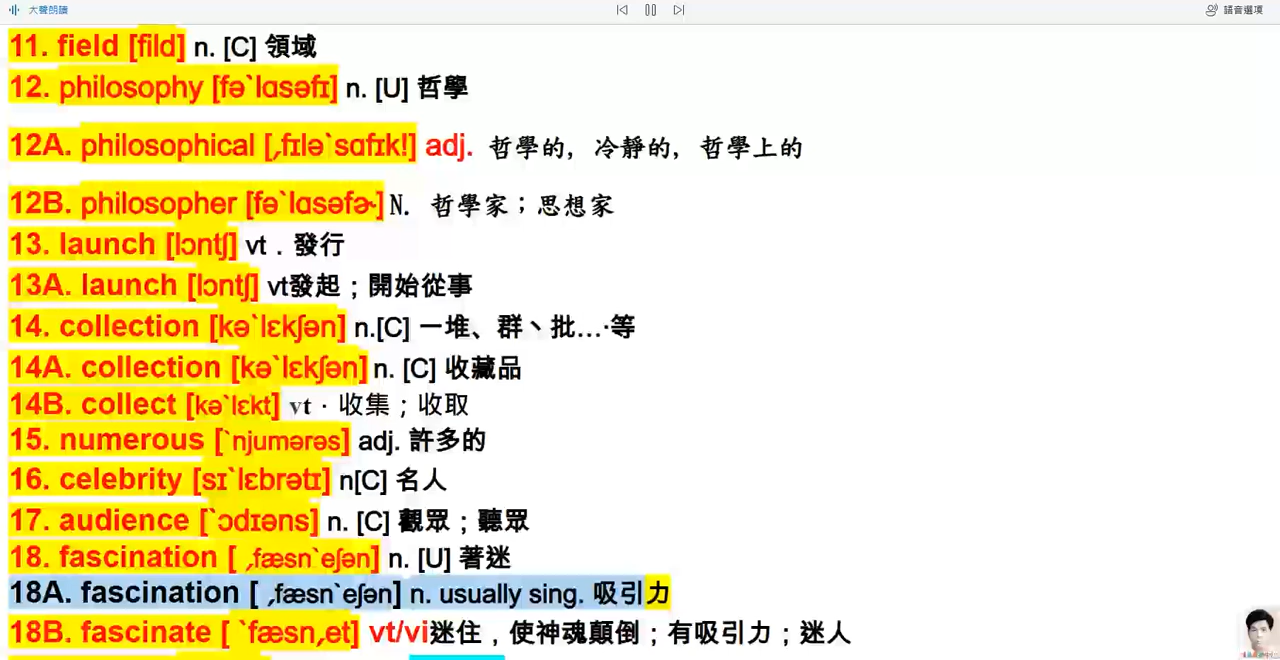 大聲朗讀
語音選項
11. field [fild] n. [C] 領域
12. philosophy [fə`lɑsəfɪ] n. [U] 哲學
12A. philosophical [͵fɪlə`sɑfɪk!] adj. 哲學的, 冷靜的, 哲學上的
12B. philosopher [fə`lɑsəfɚ] N. 哲學家；思想家
13. launch [lɔntʃ] vt．發行
13A. launch [lɔntʃ] vt發起；開始從事
14. collection [kə`lɛkʃən] n.[C] 一堆、群丶批…·等
14A. collection [kə`lɛkʃən] n. [C] 收藏品
14B. collect [kə`lɛkt] vt · 收集；收取
15. numerous [`njumərəs] adj. 許多的
16. celebrity [sɪ`lɛbrətɪ] n[C] 名人
17. audience [`ɔdɪəns] n. [C] 觀眾；聽眾
18. fascination [ ͵fæsn`eʃən] n. [U] 著迷
18A. fascination [ ͵fæsn`eʃən] n. usually sing. 吸引力
18B. fascinate [ `fæsn͵et] vt/vi迷住，使神魂顛倒；有吸引力；迷人